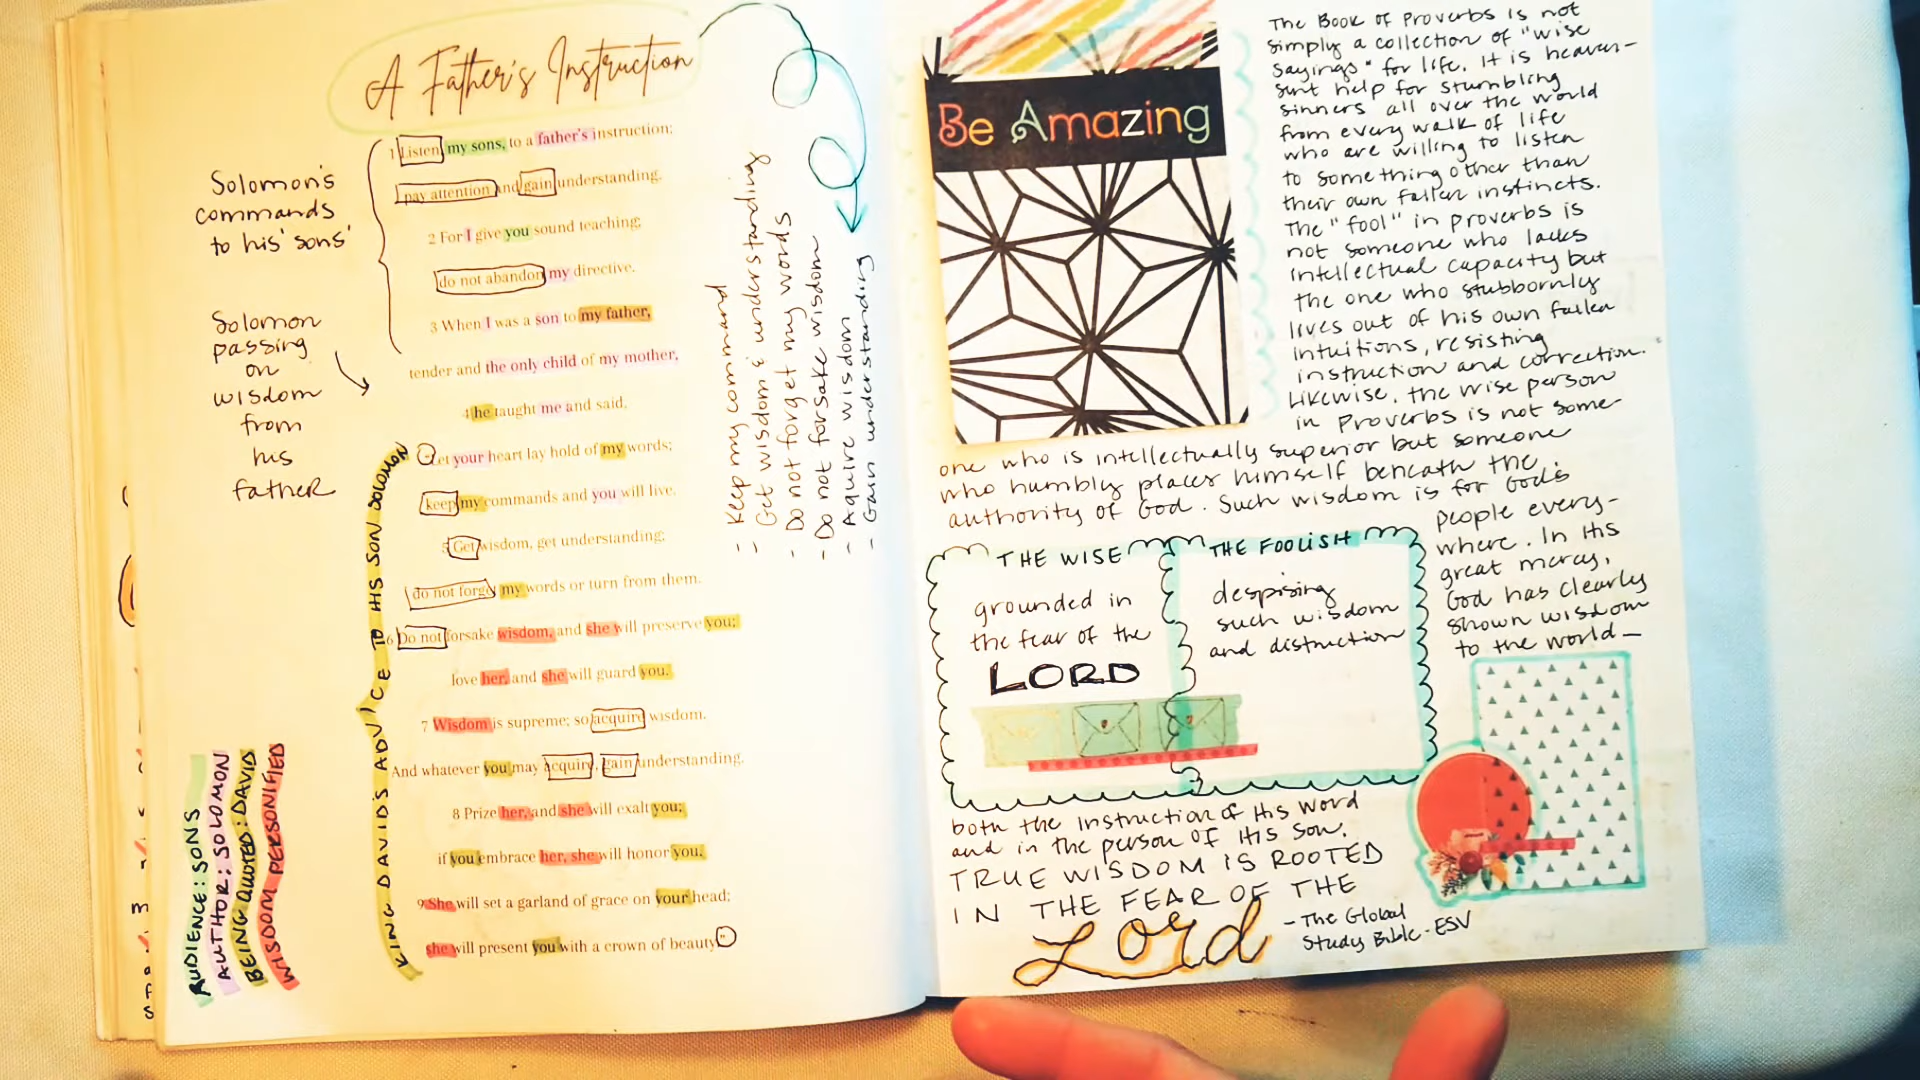 A Father's Instruction
1 Listen, my sons, to a father's instruction;
pay attention and gain understanding.
2 For I give you sound teaching;
do not abandon my directive.
3 When I was a son to my father,
tender and the only child of my mother,
4 he taught me and said,
"Let your heart lay hold of my words;
keep my commands and you will live.
5 Get wisdom, get understanding;
do not forget my words or turn from them.
6 Do not forsake wisdom, and she will preserve you;
love her, and she will guard you.
7 Wisdom is supreme; so acquire wisdom.
And whatever you may acquire, gain understanding.
8 Prize her, and she will exalt you;
if you embrace her, she will honor you.
9 She will set a garland of grace on your head;
she will present you with a crown of beauty."
Solomon's
commands
to his 'sons'
Solomon
passing
on
wisdom
from
his
father
KING DAVID'S ADVICE TO HIS SON SOLOMON
AUDIENCE: SONS
AUTHOR: SOLOMON
BEING QUOTED: DAVID
WISDOM PERSONIFIED
- Keep my command
- Get wisdom & understanding
- Do not forget my words
- Do not forsake wisdom
- Aquire wisdom
- Gain understanding
Be Amazing
The Book of Proverbs is not
simply a collection of "wise
sayings" for life. It is heaven-
sint help for stumbling
sinners all over the world
from every walk of life
who are willing to listen
to something other than
their own fallen instincts.
The "fool" in proverbs is
not someone who lacks
intellectual capacity but
the one who stubbornly
lives out of his own fallen
intuitions, resisting
instruction and correction.
Likewise, the wise person
in Proverbs is not some-
one who is intellectually superior but someone
who humbly places himself beneath the
authority of God. Such wisdom is for God's
people every-
where. In His
great mercy,
God has clearly
shown wisdom
to the world—
THE WISE
grounded in
the fear of the
LORD
THE FOOLISH
despising
such wisdom
and distruction
both the instruction of His word
and in the person of His Son.
TRUE WISDOM IS ROOTED
IN THE FEAR OF THE
Lord
- The Global
Study Bible - ESV